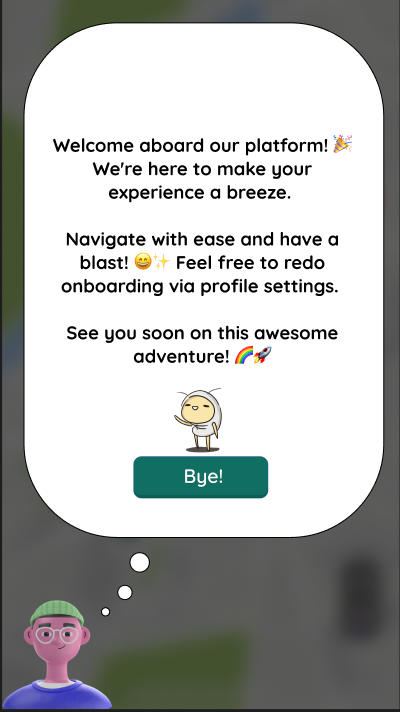 Welcome aboard our platform! 🎉
We're here to make your
experience a breeze.
Navigate with ease and have a
blast! 😄✨ Feel free to redo
onboarding via profile settings.
See you soon on this awesome
adventure! 🌈🚀
Bye!